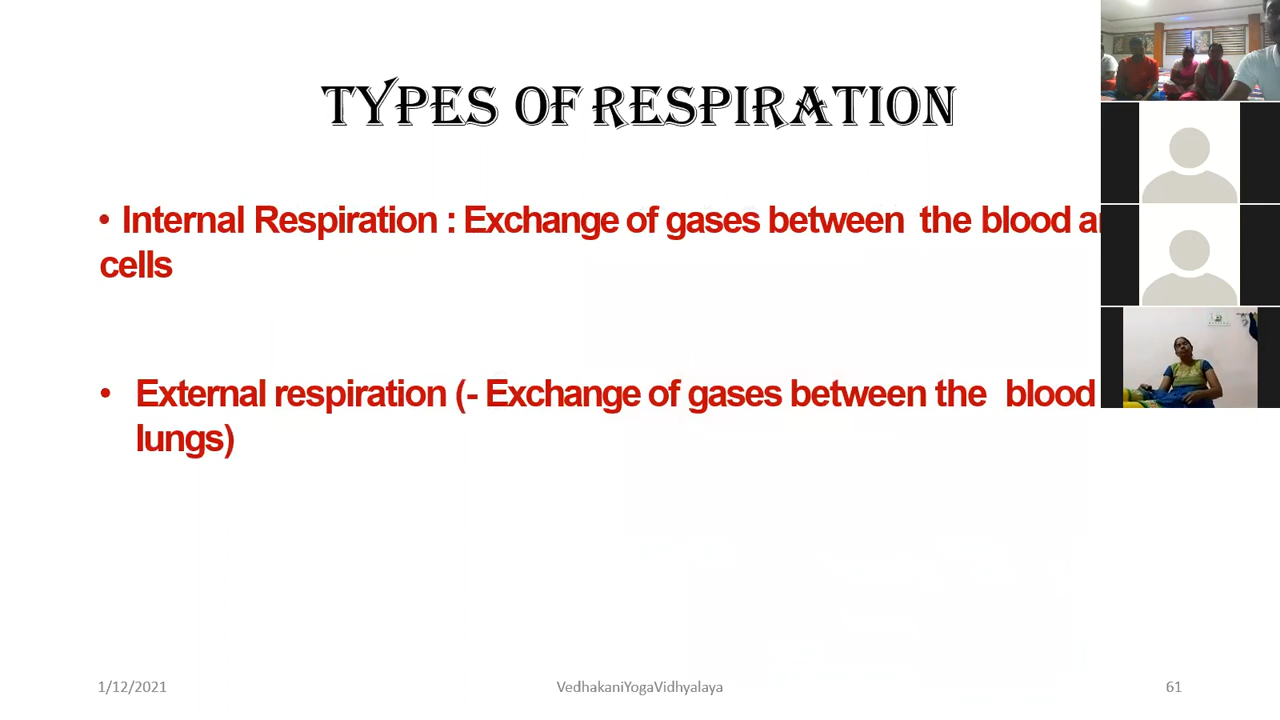 TYPES OF RESPIRATION
• Internal Respiration : Exchange of gases between the blood
cells
• External respiration (- Exchange of gases between the blood
lungs)
1/12/2021
VedhakaniYogaVidhyalaya
61